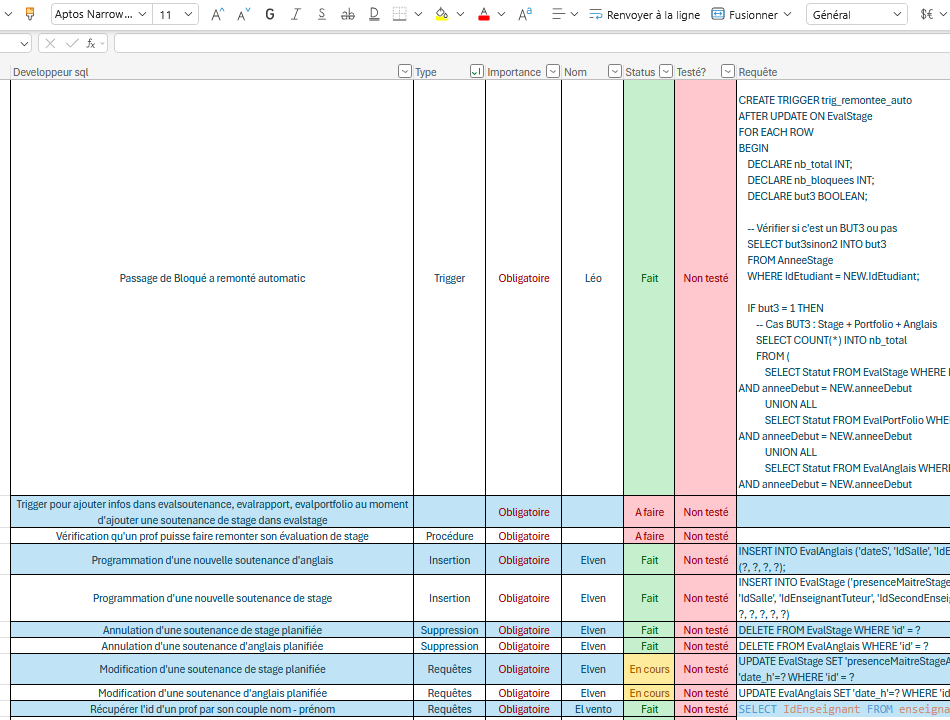 Aptos Narrow... 11 A^ A˅ G I S ab D A Aª Renvoyer à la ligne Fusionner Général $€
fx
Developpeur sql Type Importance Nom Status Testé? Requête
Passage de Bloqué a remonté automatic Trigger Obligatoire Léo Fait Non testé
CREATE TRIGGER trig_remontee_auto
AFTER UPDATE ON EvalStage
FOR EACH ROW
BEGIN
DECLARE nb_total INT;
DECLARE nb_bloquees INT;
DECLARE but3 BOOLEAN;
-- Vérifier si c'est un BUT3 ou pas
SELECT but3sinon2 INTO but3
FROM AnneeStage
WHERE IdEtudiant = NEW.IdEtudiant;
IF but3 = 1 THEN
-- Cas BUT3 : Stage + Portfolio + Anglais
SELECT COUNT(*) INTO nb_total
FROM (
SELECT Statut FROM EvalStage WHERE
AND anneeDebut = NEW.anneeDebut
UNION ALL
SELECT Statut FROM EvalPortFolio WHE
AND anneeDebut = NEW.anneeDebut
UNION ALL
SELECT Statut FROM EvalAnglais WHERE
AND anneeDebut = NEW.anneeDebut
Trigger pour ajouter infos dans evalsoutenance, evalrapport, evalportfolio au moment
d'ajouter une soutenance de stage dans evalstage
Obligatoire A faire Non testé
Vérification qu'un prof puisse faire remonter son évaluation de stage Procédure Obligatoire A faire Non testé
Programmation d'une nouvelle soutenance d'anglais Insertion Obligatoire Elven Fait Non testé
INSERT INTO EvalAnglais ('dateS', 'IdSalle', 'IdE
(?, ?, ?, ?);
Programmation d'une nouvelle soutenance de stage Insertion Obligatoire Elven Fait Non testé
INSERT INTO EvalStage ('presenceMaitreStage
'IdSalle', 'IdEnseignantTuteur', 'IdSecondEnseig
?, ?, ?, ?, ?)
Annulation d'une soutenance de stage planifiée Suppression Obligatoire Elven Fait Non testé DELETE FROM EvalStage WHERE 'id' = ?
Annulation d'une soutenance d'anglais planifiée Suppression Obligatoire Elven Fait Non testé DELETE FROM EvalAnglais WHERE 'id' = ?
Modification d'une soutenance de stage planifiée Requêtes Obligatoire Elven En cours Non testé
UPDATE EvalStage SET 'presenceMaitreStageA
'date_h'=? WHERE 'id' = ?
Modification d'une soutenance d'anglais planifiée Requêtes Obligatoire Elven En cours Non testé UPDATE EvalAnglais SET 'date_h'=? WHERE 'id
Récupérer l'id d'un prof par son couple nom - prénom Requêtes Obligatoire El vento Fait Non testé SELECT IdEnseignant FROM enseigna